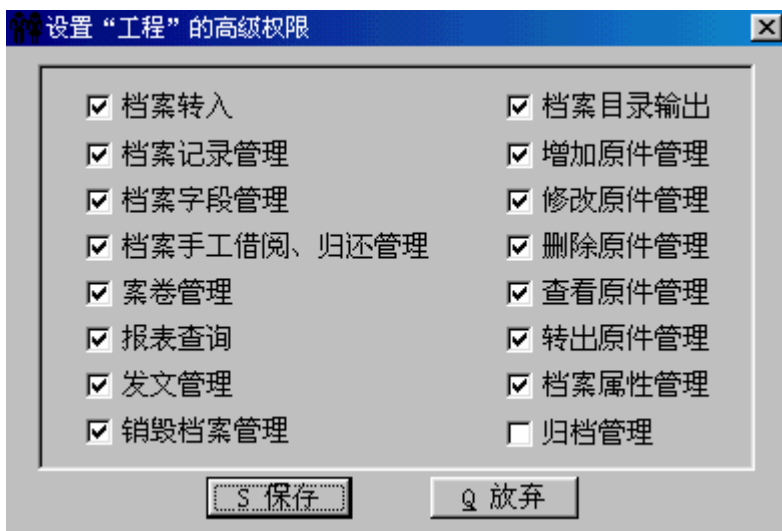 设置“工程”的高级权限
档案转入
档案记录管理
档案字段管理
档案手工借阅、归还管理
案卷管理
报表查询
发文管理
销毁档案管理
档案目录输出
增加原件管理
修改原件管理
删除原件管理
查看原件管理
转出原件管理
档案属性管理
归档管理
S 保存
Q 放弃